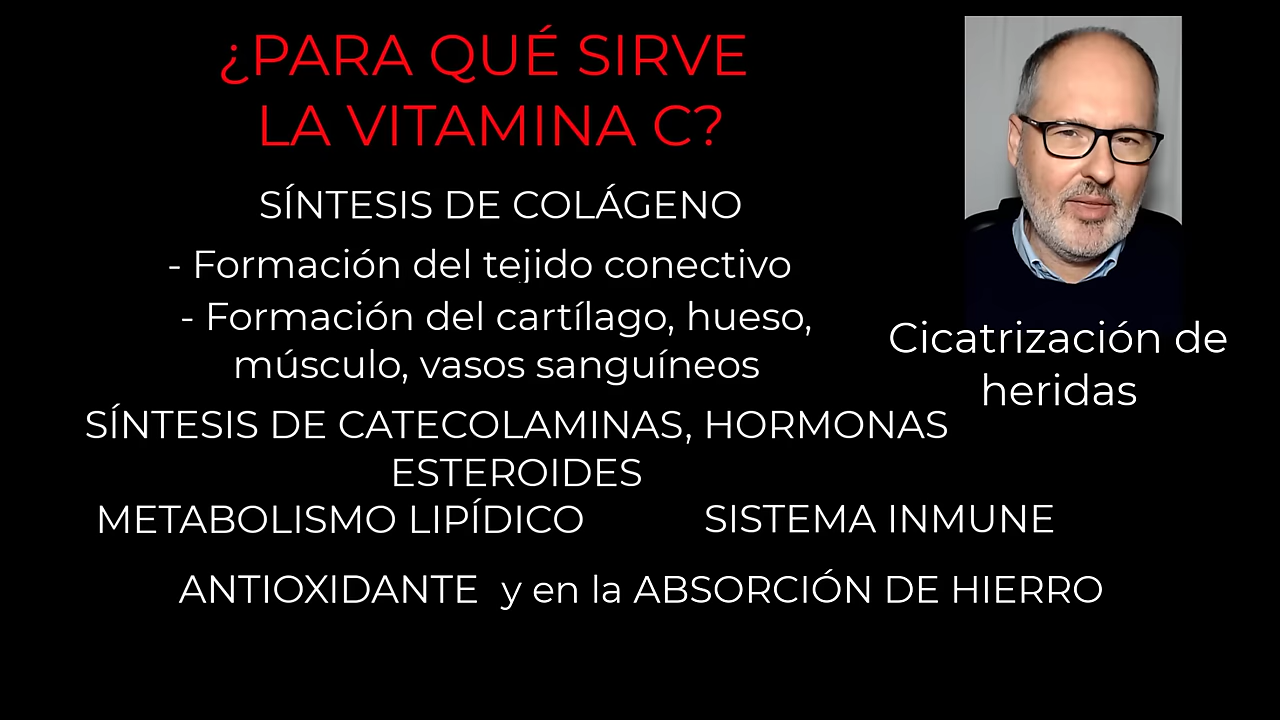 ¿PARA QUÉ SIRVE
LA VITAMINA C?
SÍNTESIS DE COLÁGENO
- Formación del tejido conectivo
- Formación del cartílago, hueso,
músculo, vasos sanguíneos
Cicatrización de
heridas
SÍNTESIS DE CATECOLAMINAS, HORMONAS
ESTEROIDES
METABOLISMO LIPÍDICO
SISTEMA INMUNE
ANTIOXIDANTE y en la ABSORCIÓN DE HIERRO